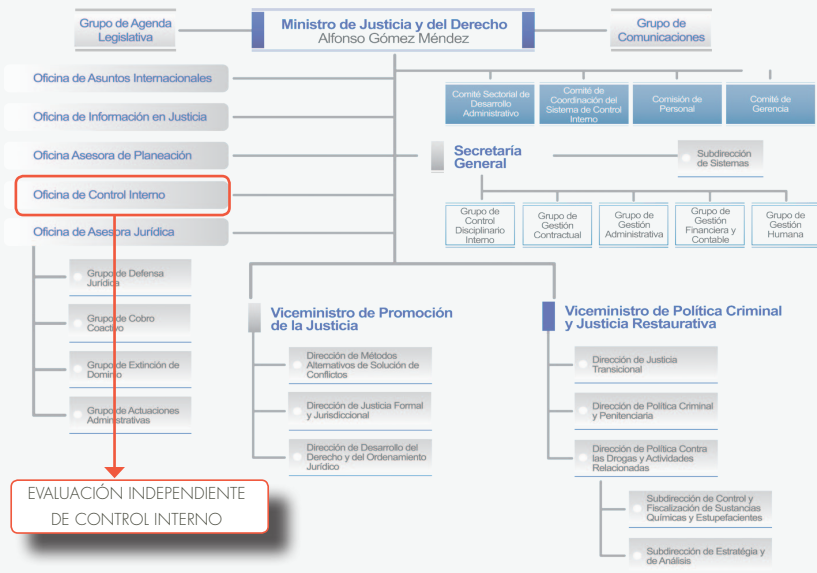 Grupo de Agenda
Legislativa
Ministro de Justicia y del Derecho
Alfonso Gómez Méndez
Grupo de
Comunicaciones
Oficina de Asuntos Internacionales
Oficina de Información en Justicia
Oficina Asesora de Planeación
Oficina de Control Interno
Oficina de Asesora Jurídica
Comité Sectorial de
Desarrollo
Administrativo
Comité de
Coordinación del
Sistema de Control
Interno
Comisión de
Personal
Comité de
Gerencia
Secretaría
General
Subdirección
de Sistemas
Grupo de
Control
Disciplinario
Interno
Grupo de
Gestión
Contractual
Grupo de
Gestión
Administrativa
Grupo de
Gestión
Financiera y
Contable
Grupo de
Gestión
Humana
Grupo de Defensa
Jurídica
Grupo de Cobro
Coactivo
Grupo de Extinción de
Dominio
Grupo de Actuaciones
Administrativas
Viceministro de Promoción
de la Justicia
Dirección de Métodos
Alternativos de Solución de
Conflictos
Dirección de Justicia Formal
y Jurisdiccional
Dirección de Desarrollo del
Derecho y del Ordenamiento
Jurídico
Viceministro de Política Criminal
y Justicia Restaurativa
Dirección de Justicia
Transicional
Dirección de Política Criminal
y Penitenciaria
Dirección de Política Contra
las Drogas y Actividades
Relacionadas
Subdirección de Control y
Fiscalización de Sustancias
Químicas y Estupefacientes
Subdirección de Estratégia y
de Análisis
EVALUACIÓN INDEPENDIENTE
DE CONTROL INTERNO